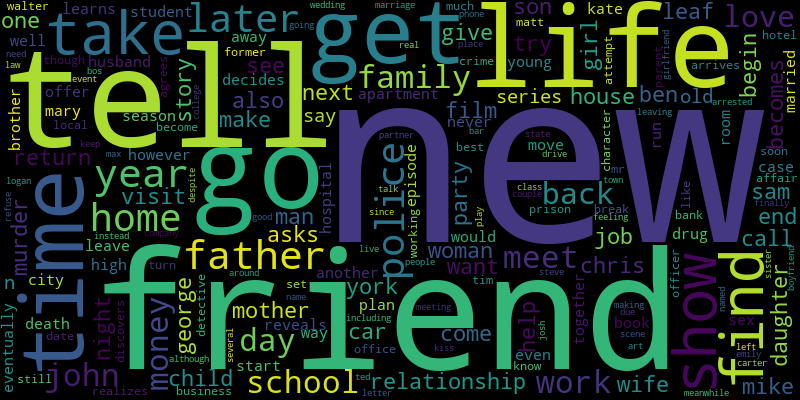 walter
learns
student
wedding
marriage
much
phone
matt
kate
leaf
love
one
take
later
get
life
son
well
need
law
though
husband
away
former
going
give
real
place
try
girl
crime
young
attempt
parent
girlfriend
arrives
hotel
bos
event
agrees
story
see
decides
family
tell
offer
also
next
apartment
series
house
ben
old
begin
becomes
married
brother
mary
season
college
make
say
film
never
local
become
room
arrested
leaving
keep
max
episode
bar
best
state
move
drive
character
run
soon
case
affair
return
however
year
go
new
hospital
police
partner
talk
since
working
party
play
class
couple
mr
town
back
sam
like
logan
refuse
time
visit
despite
home
man
good
prison
break
feeling
bank
finally
end
murder
instead
leave
asks
woman
would
job
drug
call
father
live
people
meet
chris
officer
n
high
turn
another
want
steve
show
find
sister
boyfriend
daughter
city
money
george
detective
around
mother
set
name
york
tim
help
together
friend
eventually
death
night
discovers
day
reveals
plan
including
meeting
come
making
due
book
scene
josh
sex
named
date
car
way
although
several
start
office
even
know
art
left
emily
carter
still
john
realizes
child
business
school
ted
letter
kiss
relationship
work
wife
meanwhile
mike